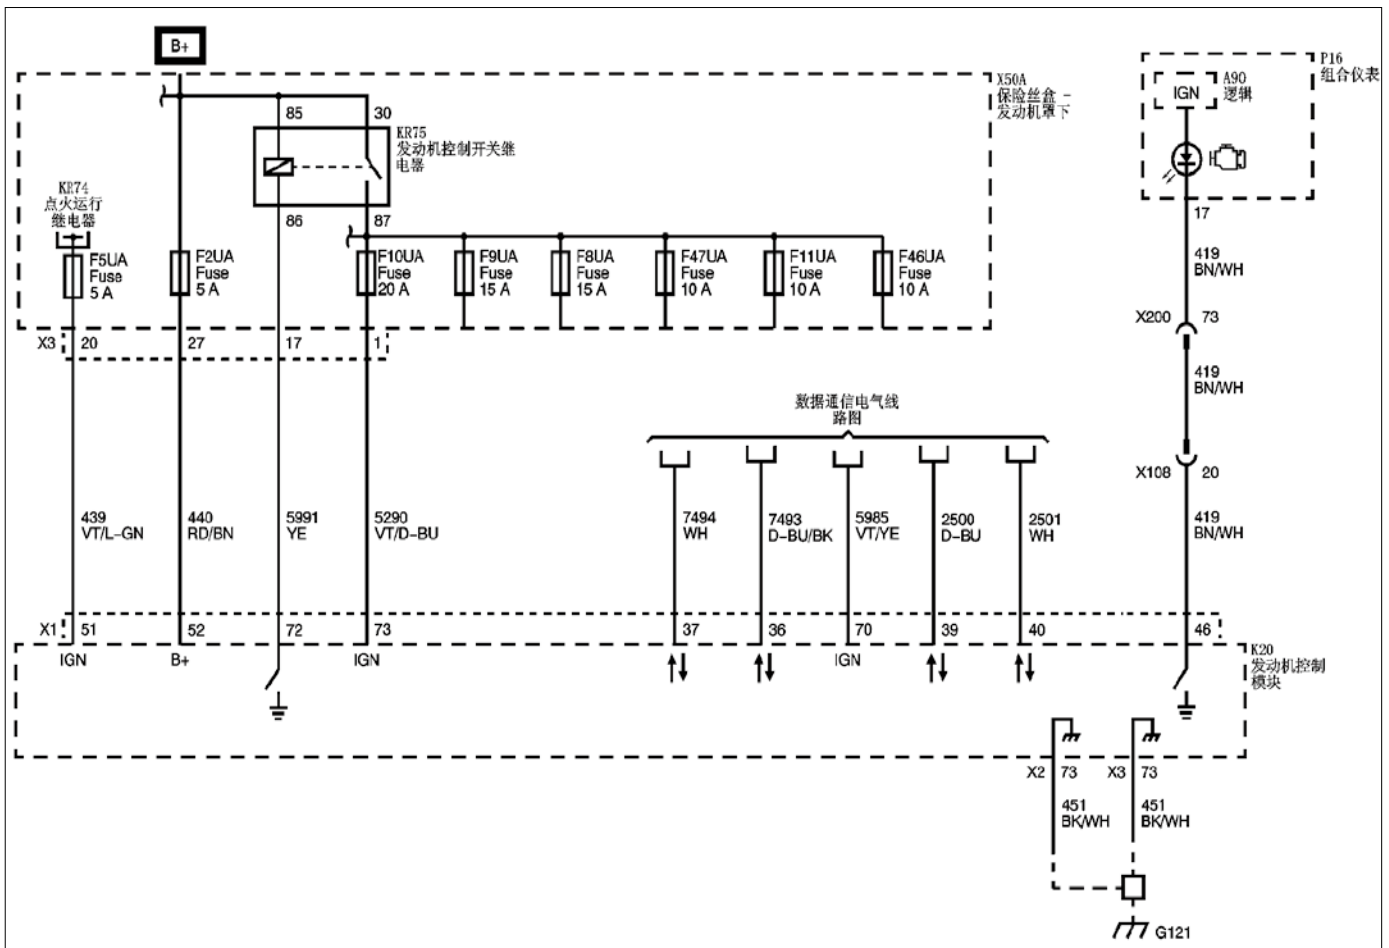 B+
X50A
保险丝盒 -
发动机罩下
85
30
KR75
发动机控制开关继
电器
86
87
KR74
点火运行
继电器
F5UA
Fuse
5 A
F2UA
Fuse
5 A
F10UA
Fuse
20 A
F9UA
Fuse
15 A
F8UA
Fuse
15 A
F47UA
Fuse
10 A
F11UA
Fuse
10 A
F46UA
Fuse
10 A
X3
20
27
17
1
P16
组合仪表
A90
逻辑
IGN
17
419
BN/WH
X200
73
419
BN/WH
X108
20
419
BN/WH
数据通信电气线
路图
439
VT/L-GN
440
RD/BN
5991
YE
5290
VT/D-BU
7494
WH
7493
D-BU/BK
5985
VT/YE
2500
D-BU
2501
WH
X1
51
52
72
73
37
36
70
39
40
46
IGN
B+
IGN
IGN
K20
发动机控制
模块
X2
73
X3
73
451
BK/WH
451
BK/WH
G121